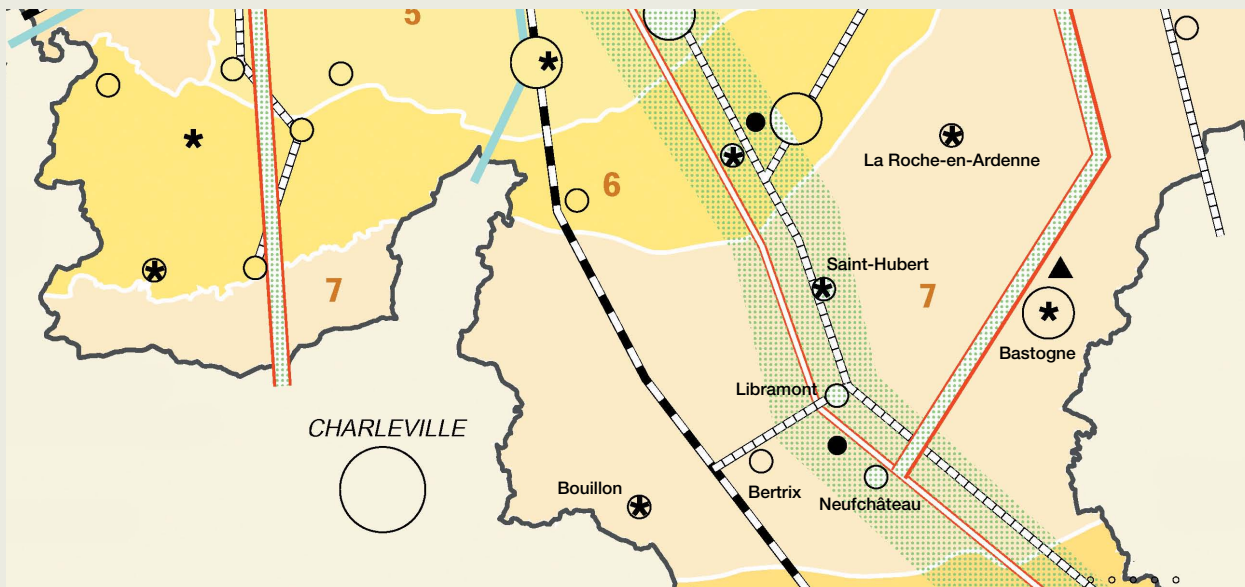 5
6
La Roche-en-Ardenne
Saint-Hubert
7
7
Bastogne
Libramont
CHARLEVILLE
Bouillon
Bertrix
Neufchâteau